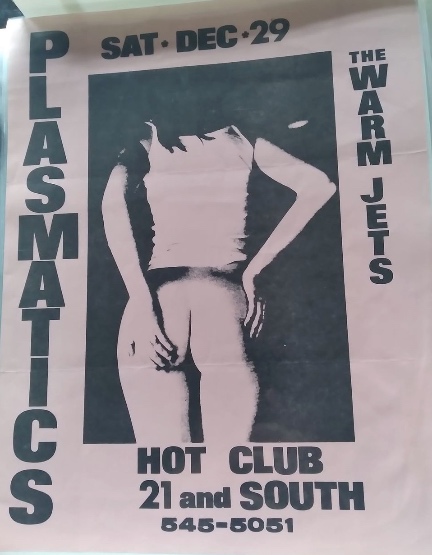 PLASMATICS
SAT·DEC·29
THE
WARM
JETS
HOT CLUB
21 and SOUTH
545-5051